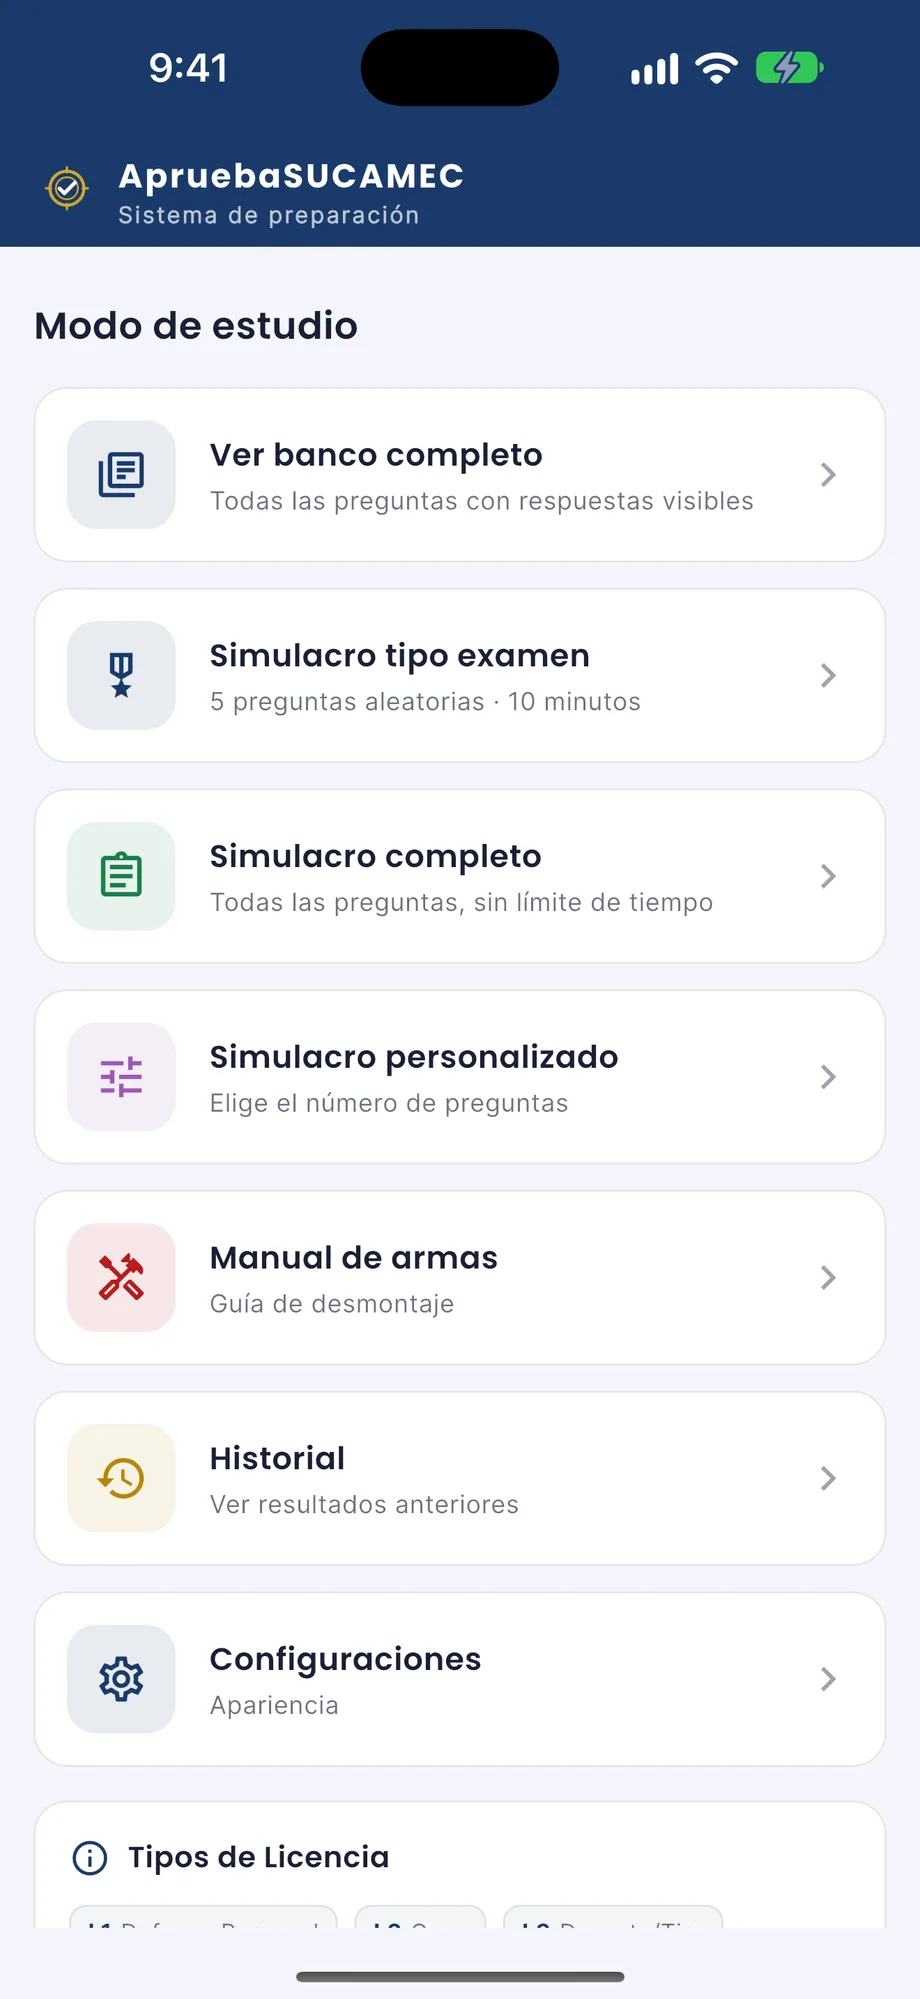 9:41
ApruebaSUCAMEC
Sistema de preparación
Modo de estudio
Ver banco completo
Todas las preguntas con respuestas visibles
Simulacro tipo examen
5 preguntas aleatorias · 10 minutos
Simulacro completo
Todas las preguntas, sin límite de tiempo
Simulacro personalizado
Elige el número de preguntas
Manual de armas
Guía de desmontaje
Historial
Ver resultados anteriores
Configuraciones
Apariencia
Tipos de Licencia